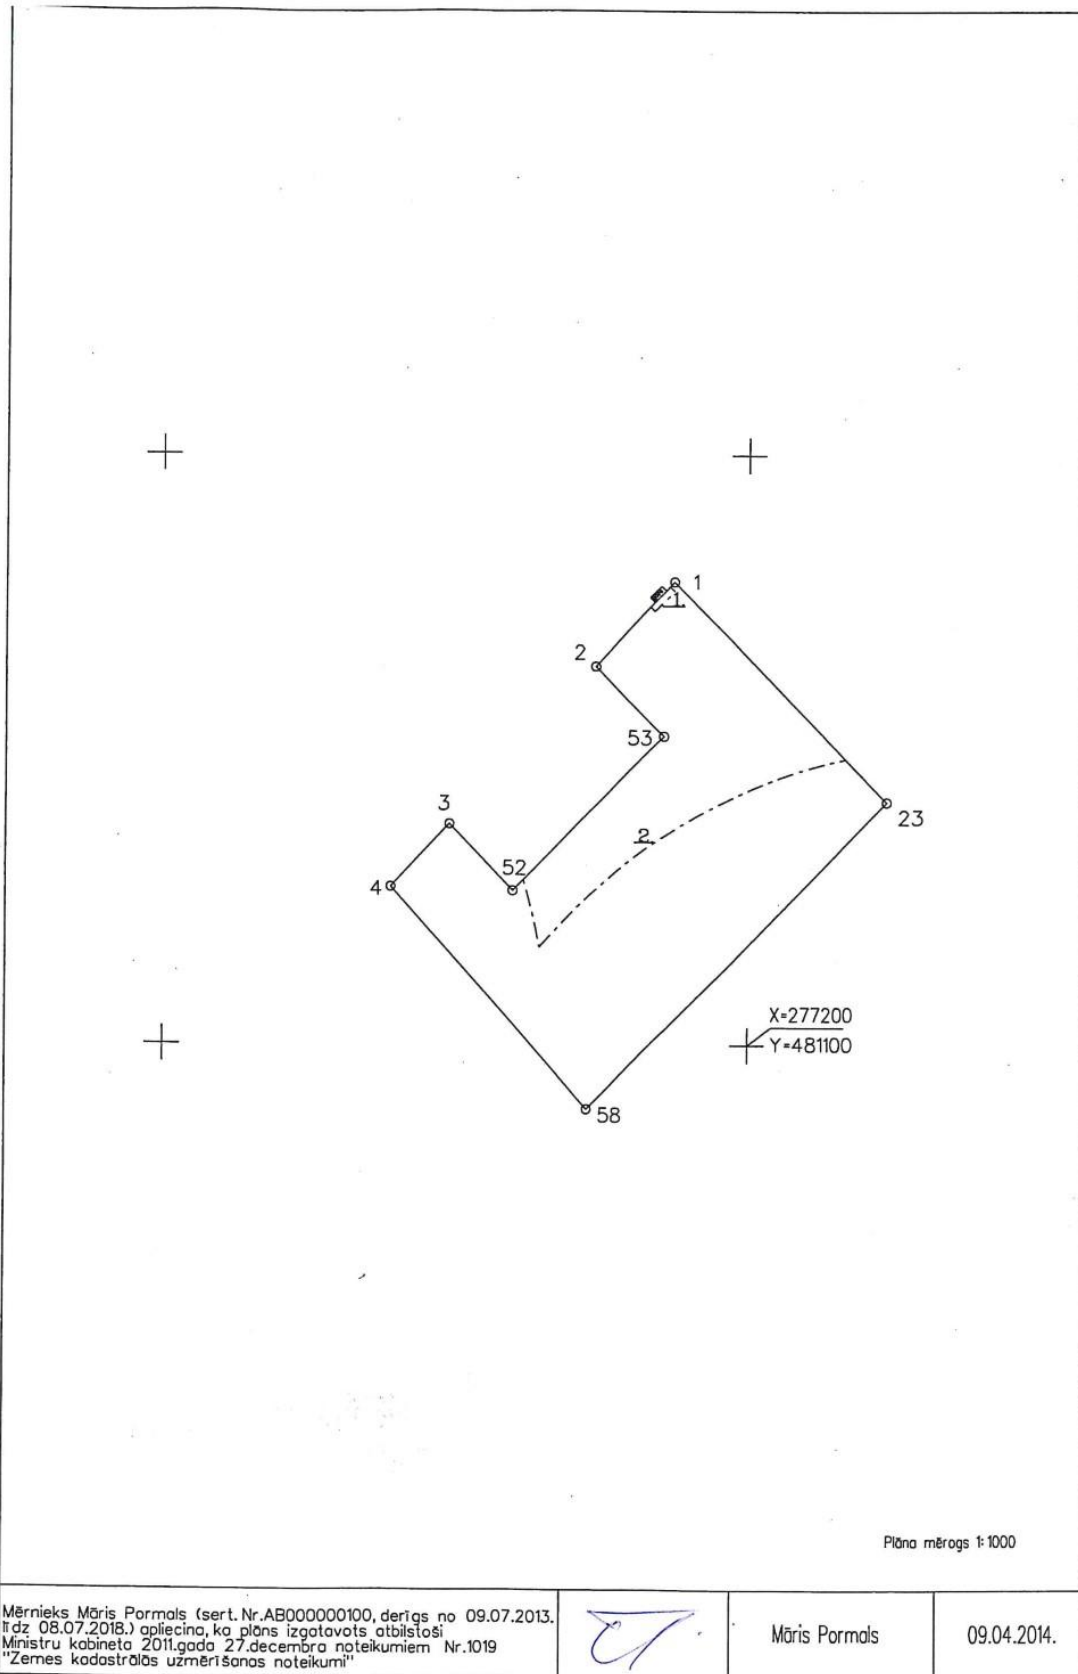 1
1.
2
53
3
23
2.
52
4
X=277200
Y=481100
58
Plāna mērogs 1:1000
Mērnieks Māris Pormals (sert. Nr.AB000000100, derīgs no 09.07.2013.
līdz 08.07.2018.) apliecina, ka plāns izgatavots atbilstoši
Ministru kabineta 2011.gada 27.decembra noteikumiem Nr.1019
"Zemes kadastrālās uzmērīšanas noteikumi"
Māris Pormals
09.04.2014.